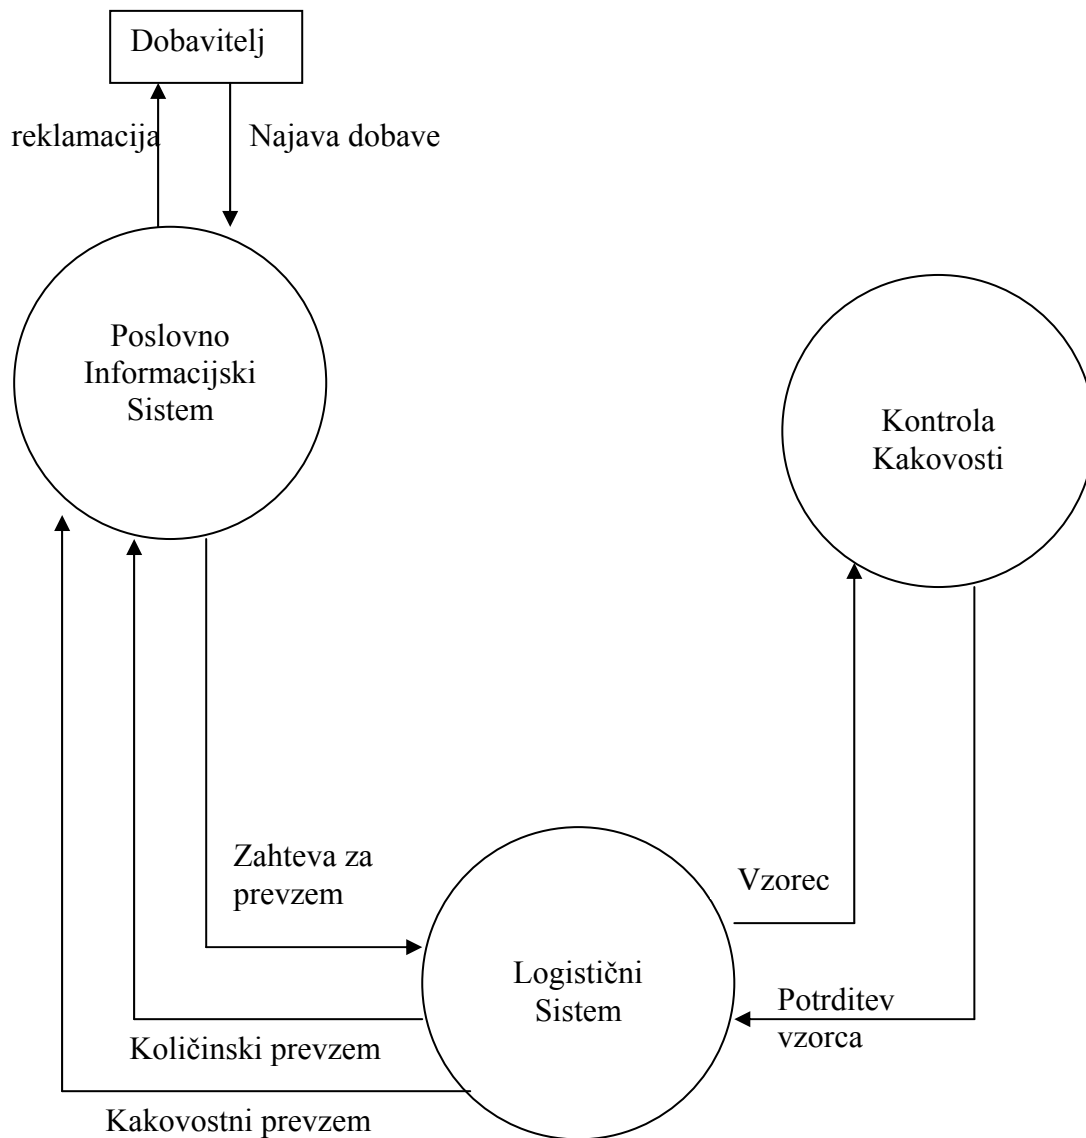 Dobavitelj
reklamacija
Najava dobave
Poslovno
Informacijski
Sistem
Kontrola
Kakovosti
Zahteva za
prevzem
Vzorec
Logistični
Sistem
Potrditev
vzorca
Količinski prevzem
Kakovostni prevzem